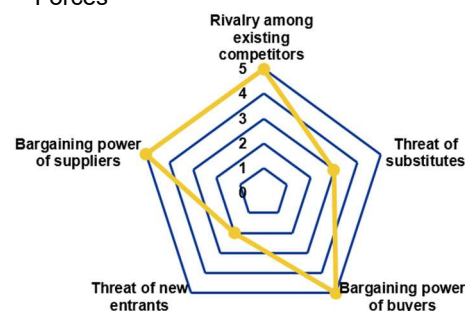 Forces
Rivalry among
existing
competitors
5
4
3
2
1
0
Bargaining power
of suppliers
Threat of
substitutes
Threat of new
entrants
Bargaining power
of buyers